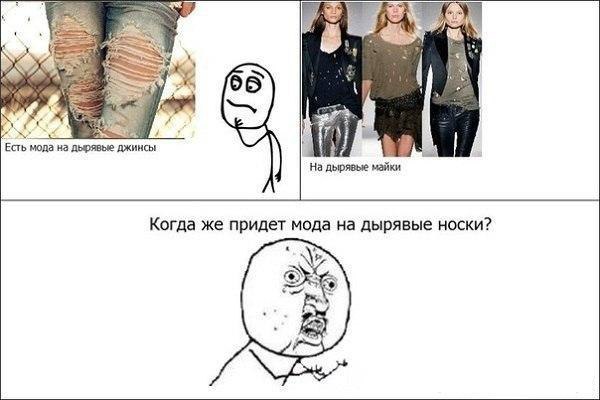 Есть мода на дырявые джинсы
На дырявые майки
Когда же придет мода на дырявые носки?